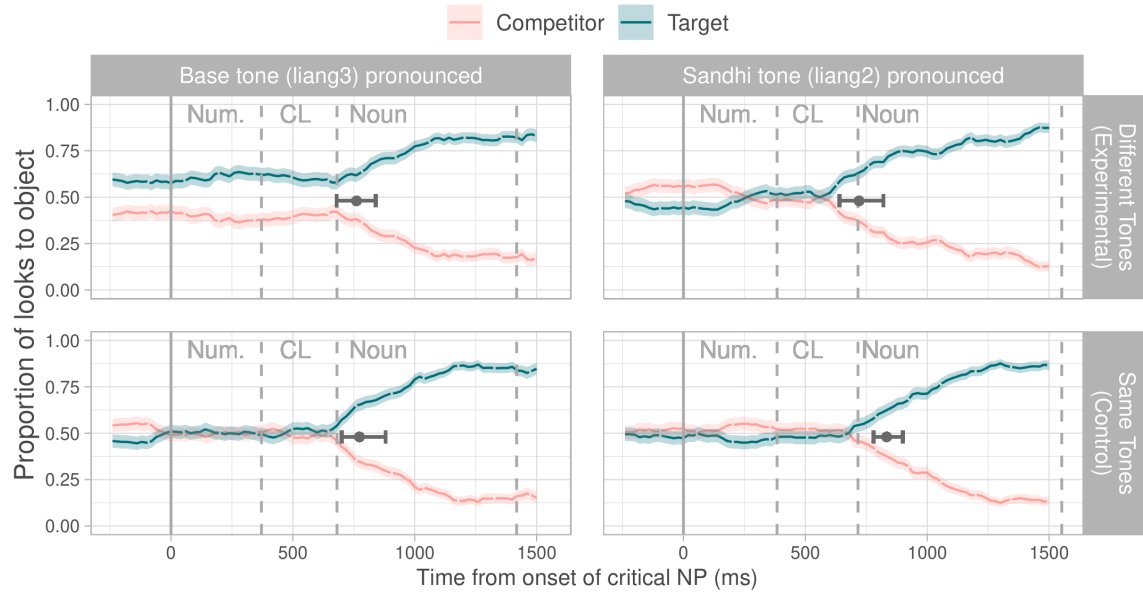 Competitor Target
Base tone (liang3) pronounced
Sandhi tone (liang2) pronounced
Proportion of looks to object
1.00
0.75
0.50
0.25
0.00
Num. CL Noun
Num. CL Noun
Different Tones
(Experimental)
1.00
0.75
0.50
0.25
0.00
Num. CL Noun
Num. CL Noun
Same Tones
(Control)
0 500 1000 1500
0 500 1000 1500
Time from onset of critical NP (ms)